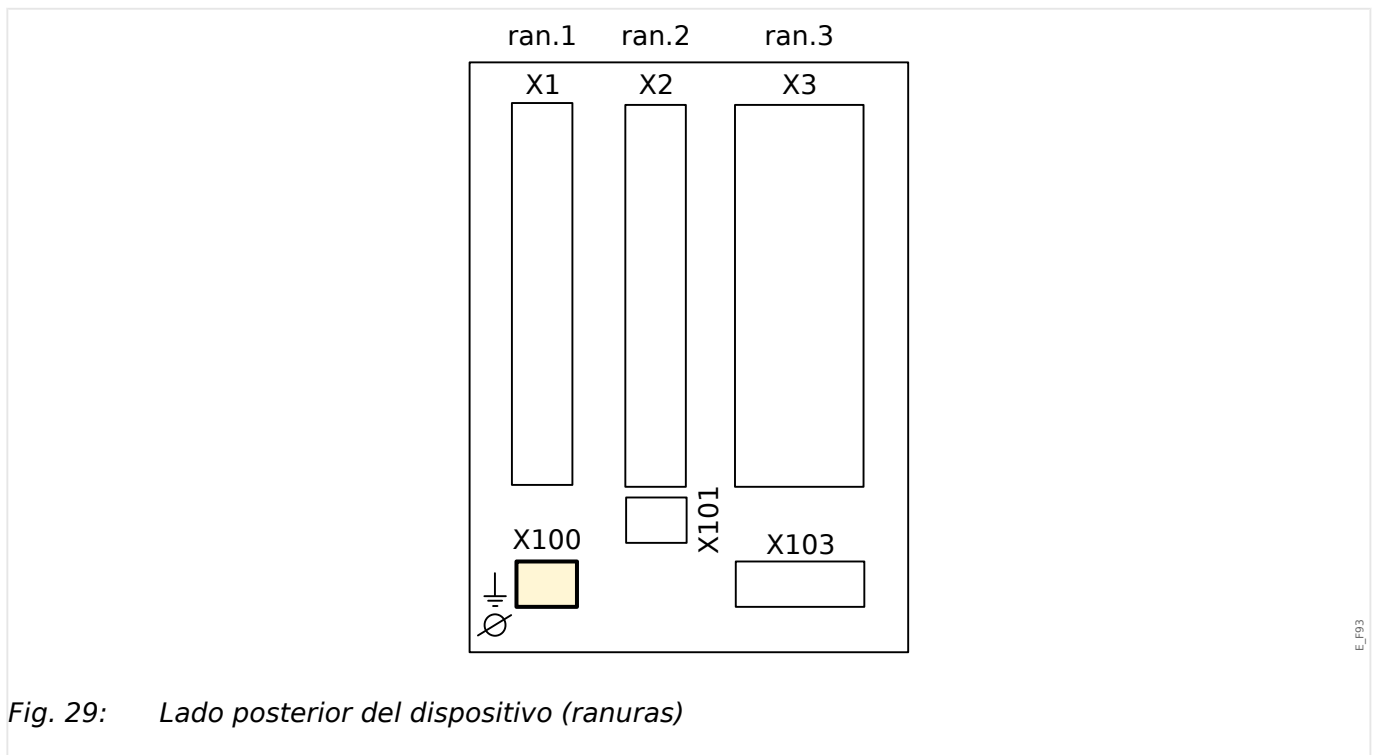 ran.1 ran.2 ran.3
X1 X2 X3
X101
X100 X103
E_F93
Fig. 29: Lado posterior del dispositivo (ranuras)